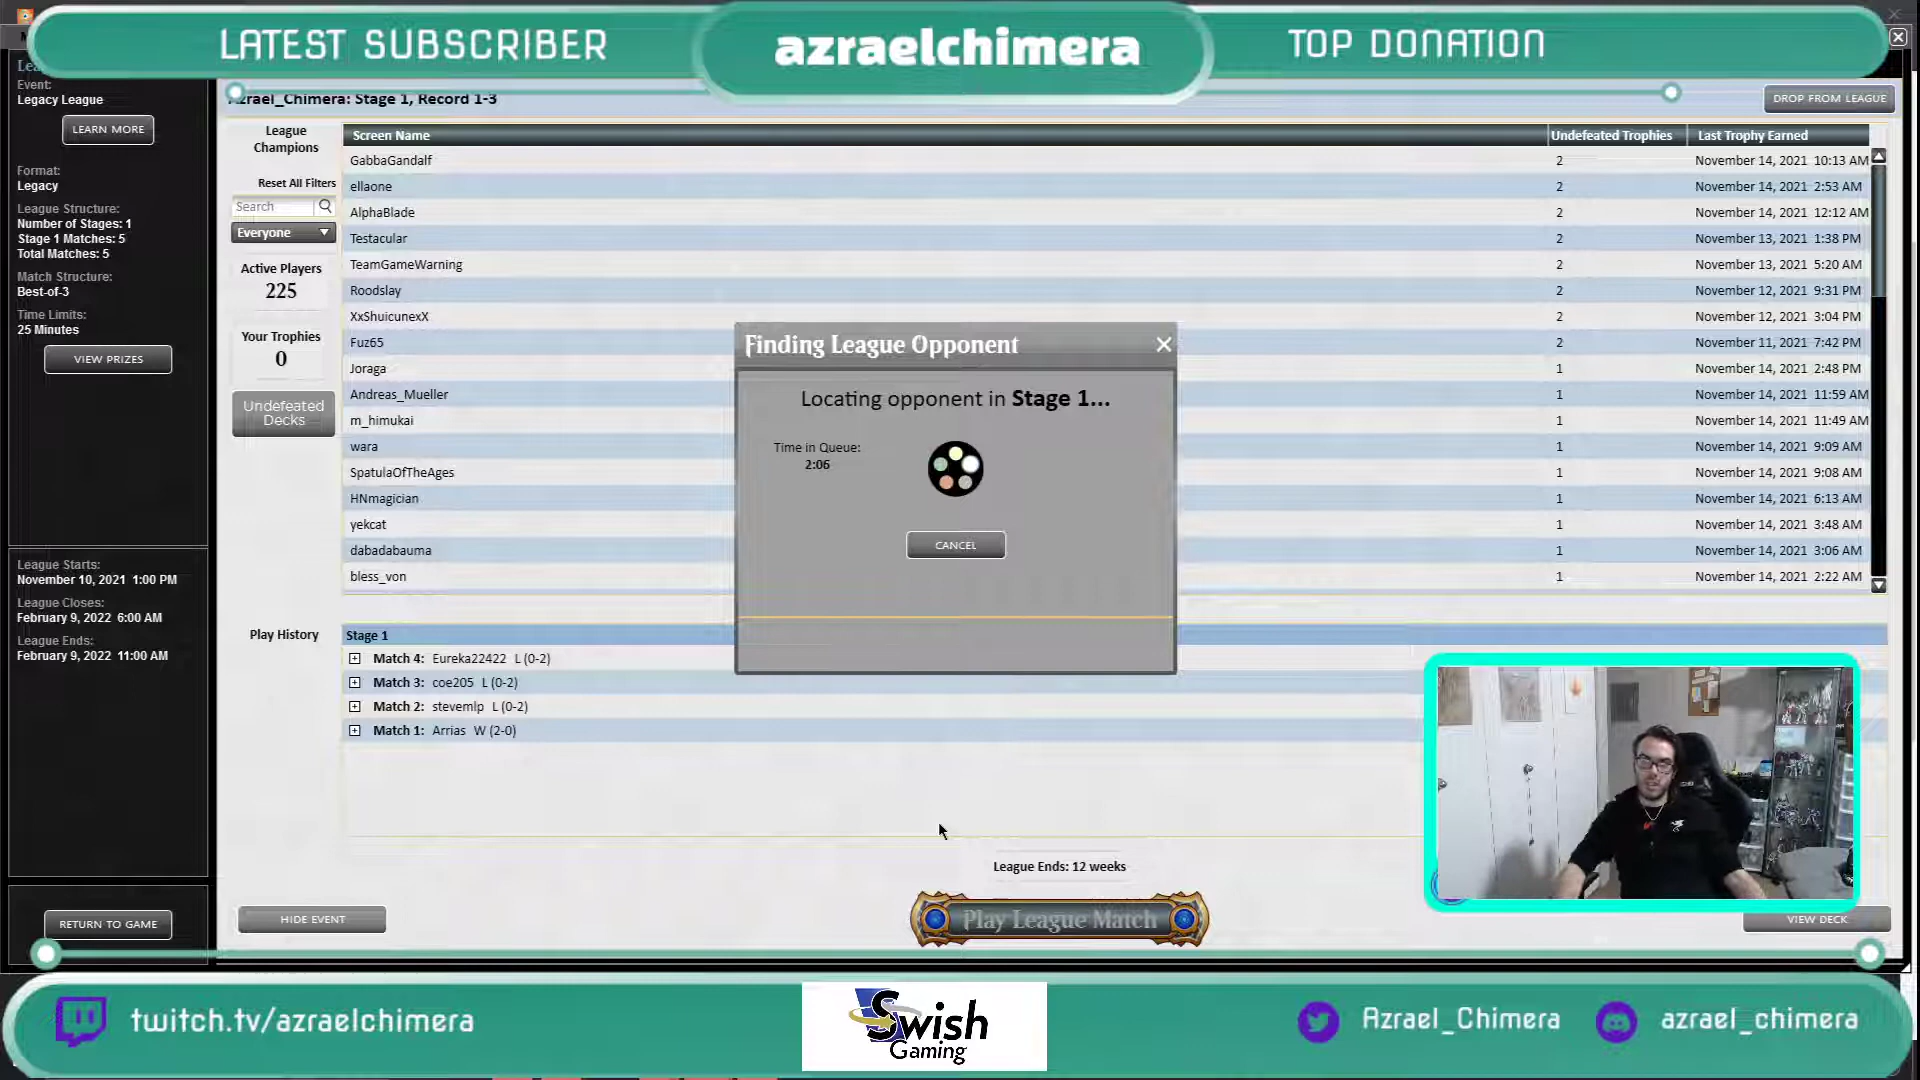 LATEST SUBSCRIBER
azraelchimera
TOP DONATION
Azrael_Chimera: Stage 1, Record 1-3
DROP FROM LEAGUE
Event:
Legacy League
LEARN MORE
Format:
Legacy
League Structure:
Number of Stages: 1
Stage 1 Matches: 5
Total Matches: 5
Match Structure:
Best-of-3
Time Limits:
25 Minutes
VIEW PRIZES
League Starts:
November 10, 2021 1:00 PM
League Closes:
February 9, 2022 6:00 AM
League Ends:
February 9, 2022 11:00 AM
RETURN TO GAME
League
Champions
Reset All Filters
Search
Everyone
Active Players
225
Your Trophies
0
Undefeated
Decks
Screen Name Undefeated Trophies Last Trophy Earned
GabbaGandalf 2 November 14, 2021 10:13 AM
ellaone 2 November 14, 2021 2:53 AM
AlphaBlade 2 November 14, 2021 12:12 AM
Testacular 2 November 13, 2021 1:38 PM
TeamGameWarning 2 November 13, 2021 5:20 AM
Roodslay 2 November 12, 2021 9:31 PM
XxShuicunexX 2 November 12, 2021 3:04 PM
Fuz65 2 November 11, 2021 7:42 PM
Joraga 1 November 14, 2021 2:48 PM
Andreas_Mueller 1 November 14, 2021 11:59 AM
m_himukai 1 November 14, 2021 11:49 AM
wara 1 November 14, 2021 9:09 AM
SpatulaOfTheAges 1 November 14, 2021 9:08 AM
HNmagician 1 November 14, 2021 6:13 AM
yekcat 1 November 14, 2021 3:48 AM
dabadabauma 1 November 14, 2021 3:06 AM
bless_von 1 November 14, 2021 2:22 AM
Finding League Opponent
Locating opponent in Stage 1...
Time in Queue:
2:06
CANCEL
Play History
Stage 1
Match 4: Eureka22422 L (0-2)
Match 3: coe205 L (0-2)
Match 2: stevemlp L (0-2)
Match 1: Arrias W (2-0)
League Ends: 12 weeks
HIDE EVENT
Play League Match
VIEW DECK
twitch.tv/azraelchimera
Swish
Gaming
Azrael_Chimera
azrael_chimera